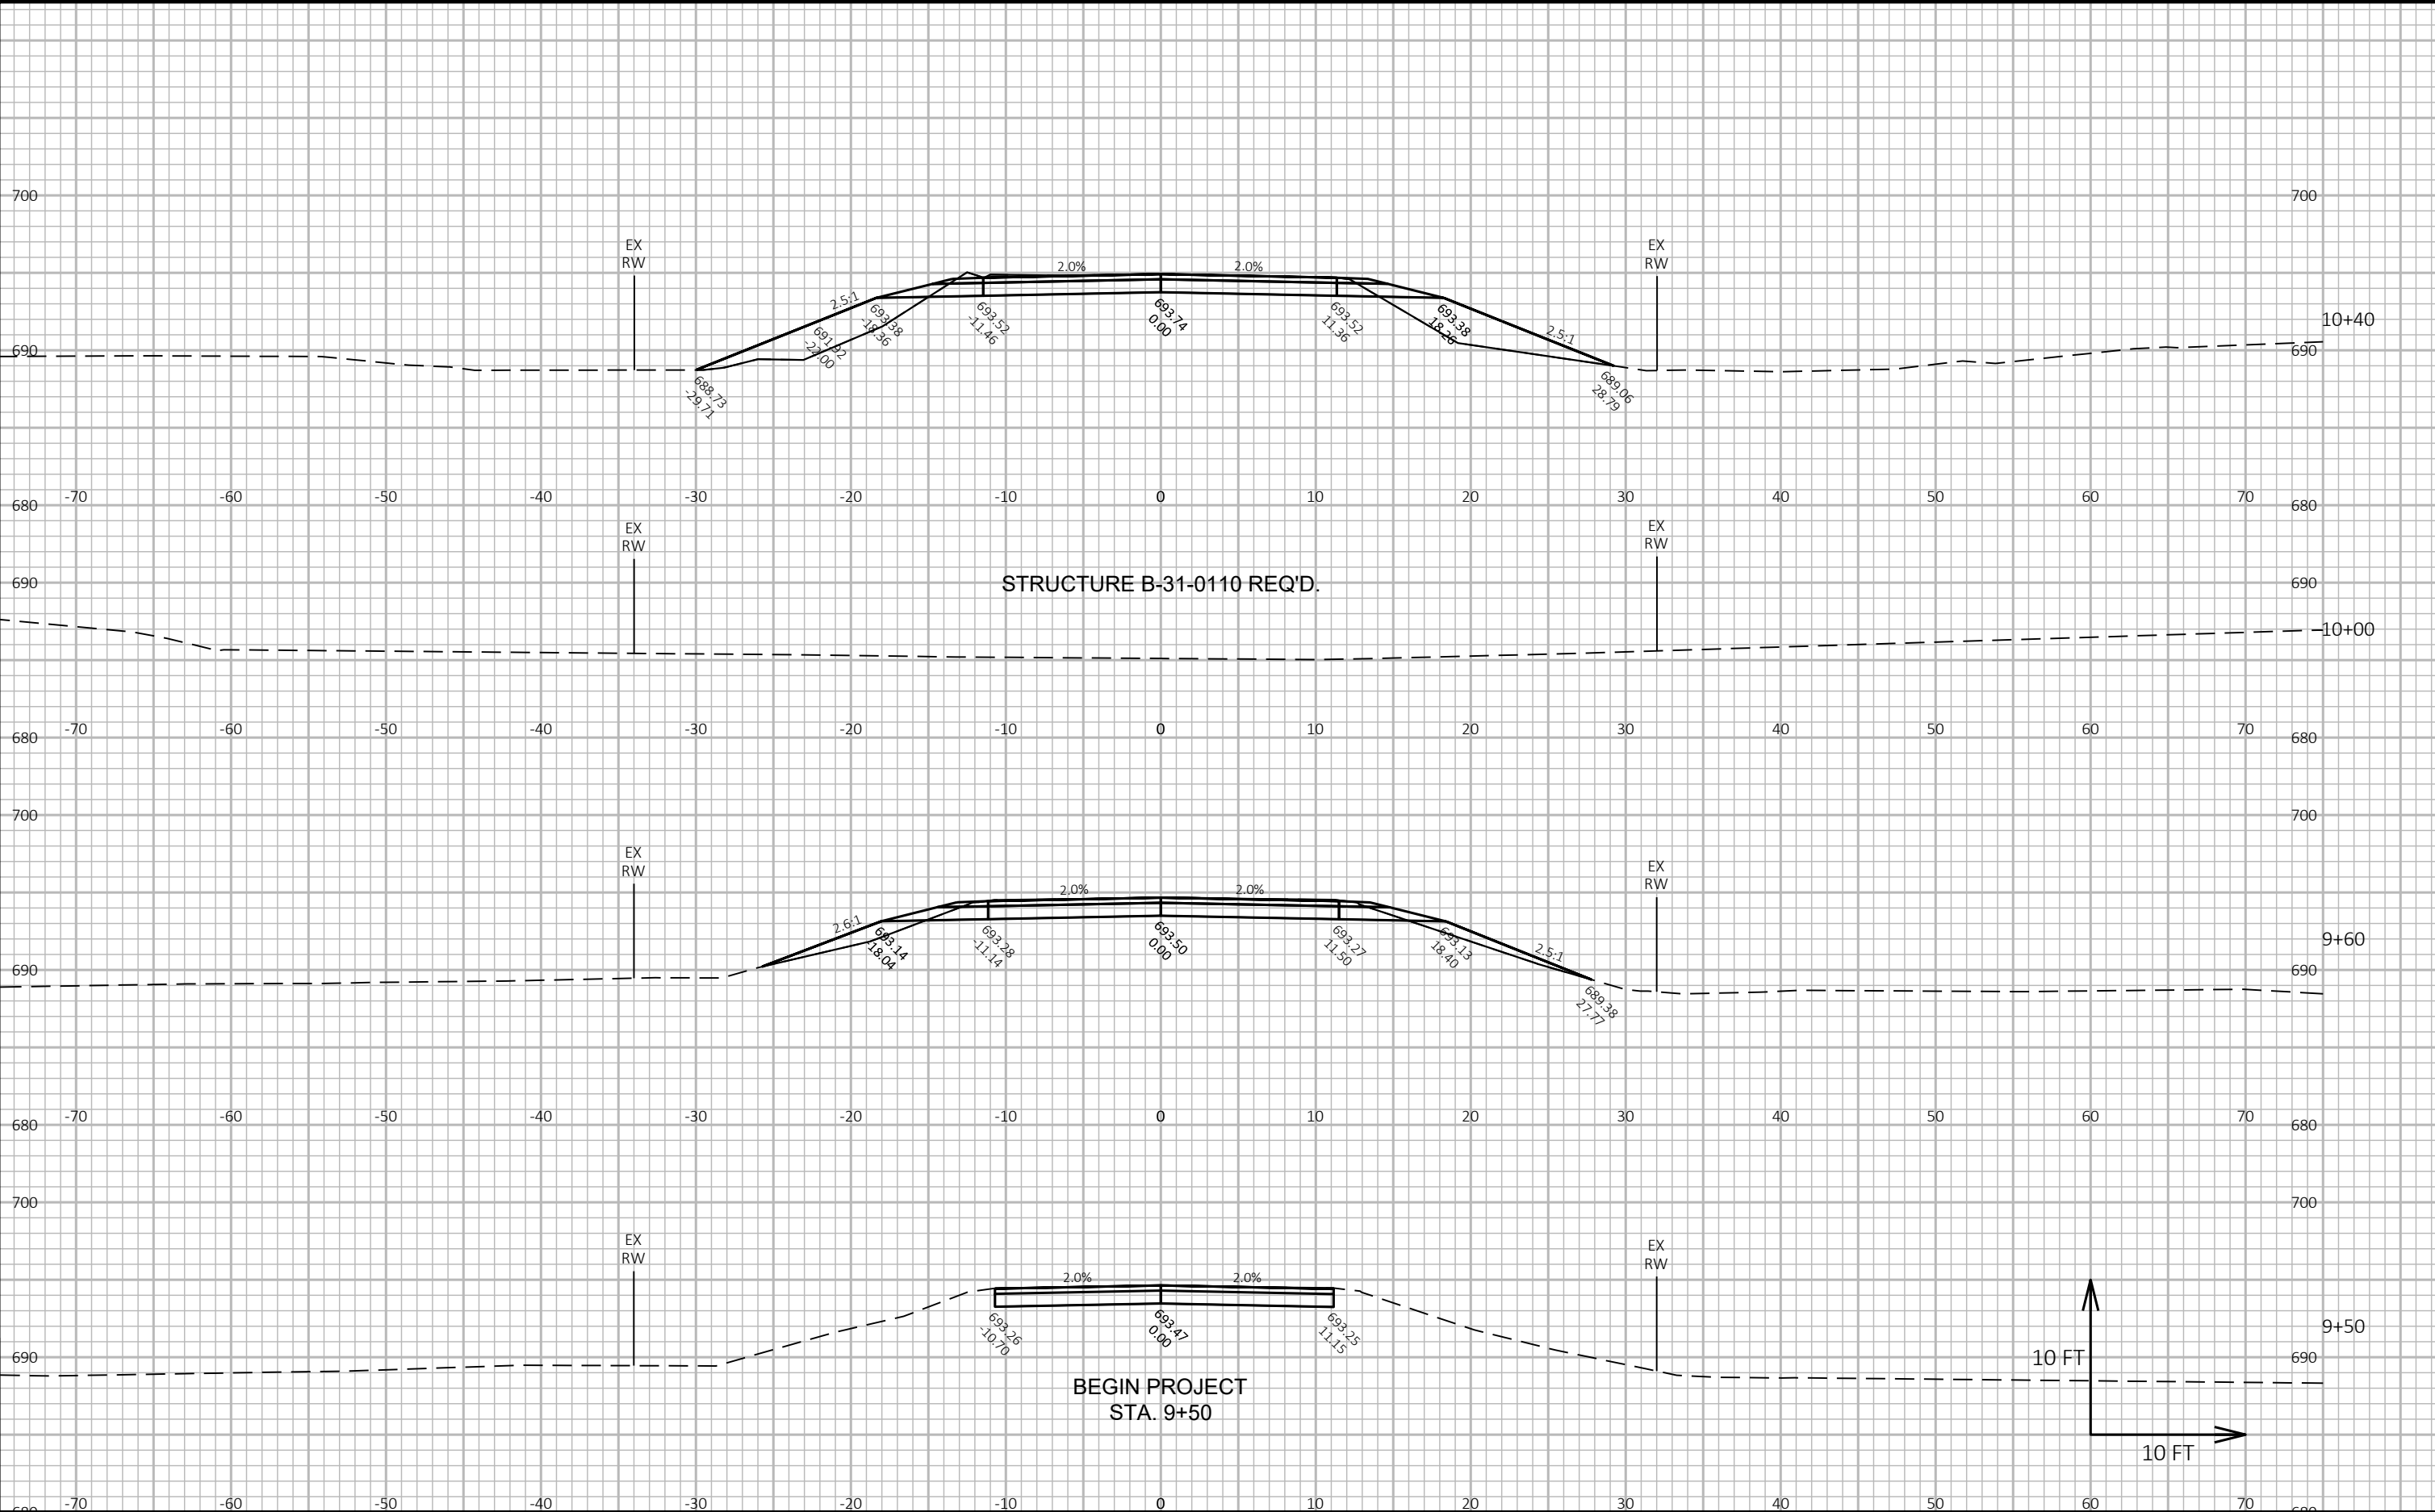 700 700
EX EX
RW RW
2.0% 2.0%
2.5:1 2.5:1
693.38 693.52 693.74 693.52 693.38
-18.36 -11.46 0.00 11.36 18.26
691.92
-22.00
10+40
690 690
688.73 689.06
-29.71 28.79
-70 -60 -50 -40 -30 -20 -10 0 10 20 30 40 50 60 70
680 680
EX EX
RW RW
690 STRUCTURE B-31-0110 REQ'D. 690
10+00
-70 -60 -50 -40 -30 -20 -10 0 10 20 30 40 50 60 70
680 680
700 700
EX EX
RW RW
2.0% 2.0%
2.6:1 2.5:1
693.14 693.28 693.50 693.27 693.13
-18.04 -11.14 0.00 11.50 18.40
9+60
690 690
689.38
27.77
-70 -60 -50 -40 -30 -20 -10 0 10 20 30 40 50 60 70
680 680
700 700
EX EX
RW RW
2.0% 2.0%
693.26 693.47 693.25
-10.70 0.00 11.15
9+50
690 10 FT 690
BEGIN PROJECT
STA. 9+50
10 FT
-70 -60 -50 -40 -30 -20 -10 0 10 20 30 40 50 60 70
680 680